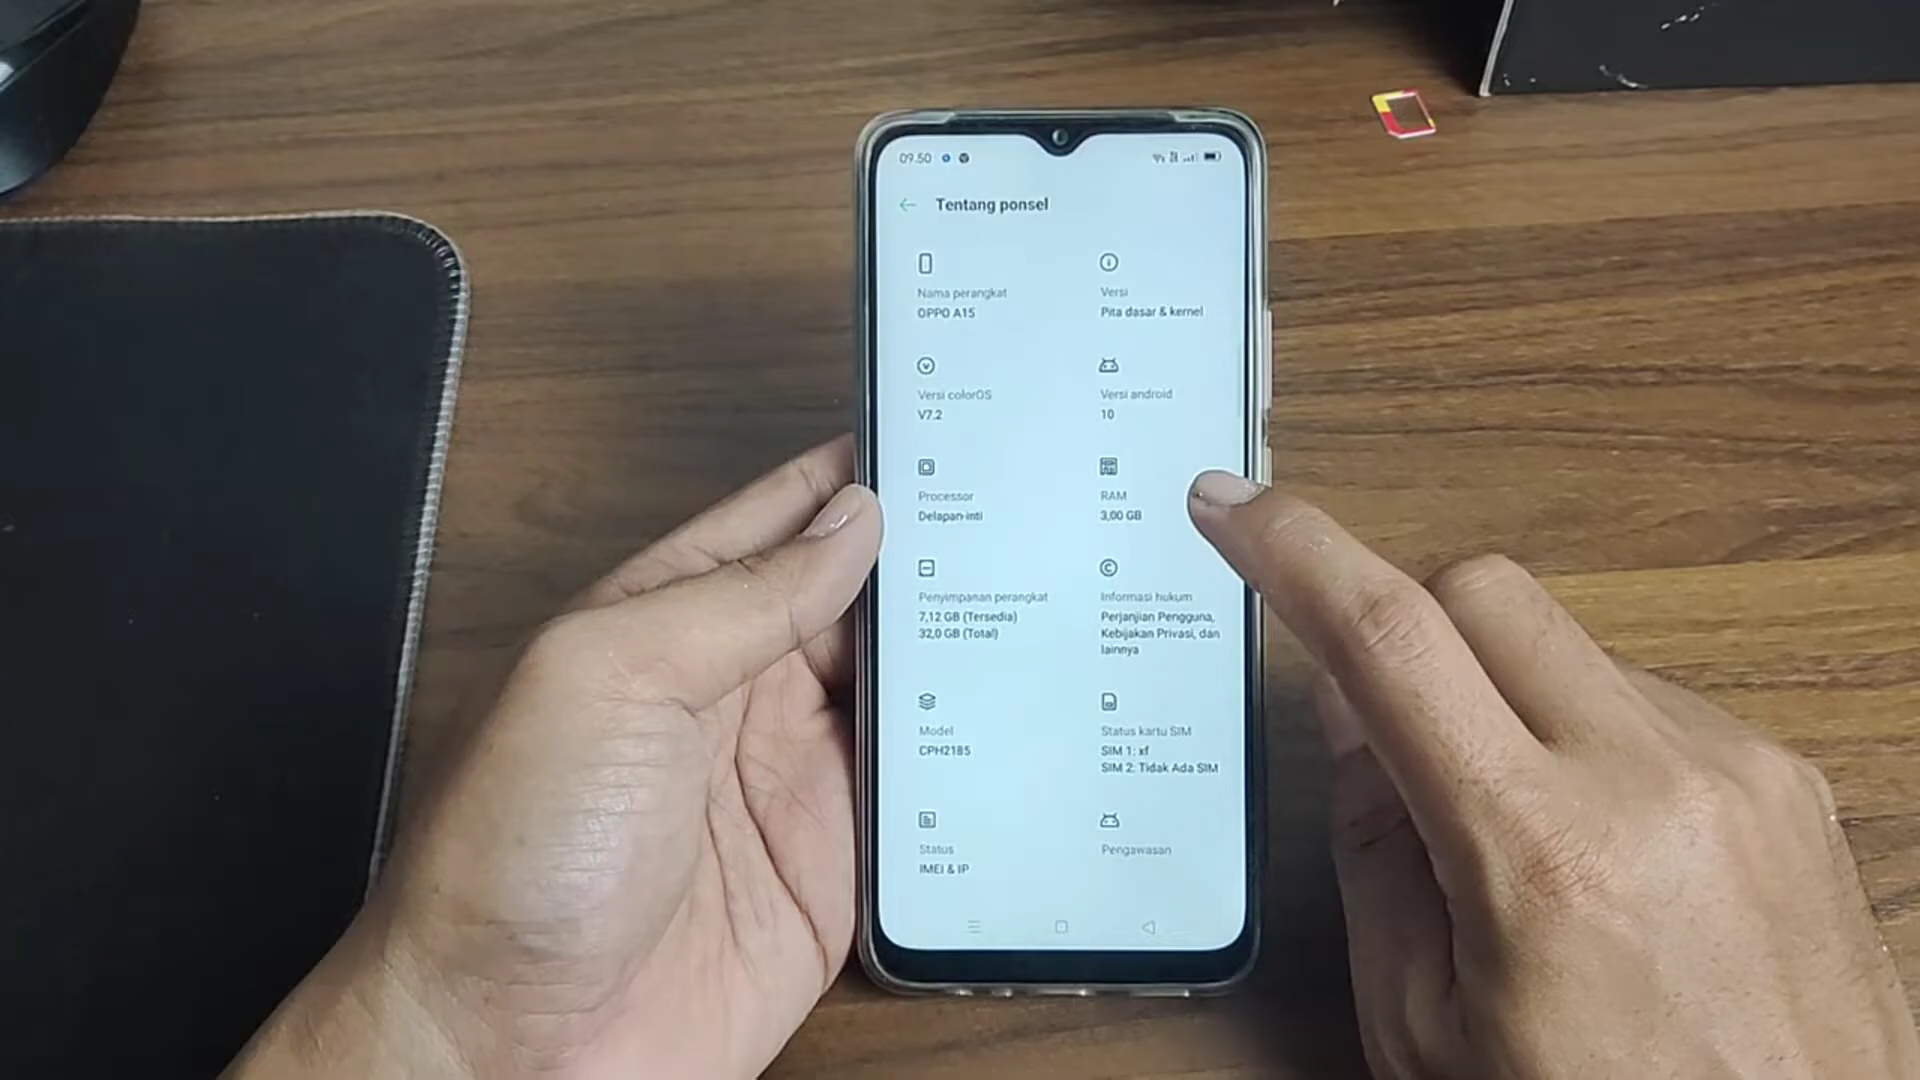 09.50
Tentang ponsel
Nama perangkat
OPPO A15
Versi
Pita dasar & kernel
Versi colorOS
V7.2
Versi android
10
Processor
Delapan-inti
RAM
3,00 GB
Penyimpanan perangkat
7,12 GB (Tersedia)
32,0 GB (Total)
Informasi hukum
Perjanjian Pengguna,
Kebijakan Privasi, dan
lainnya
Model
CPH2185
Status kartu SIM
SIM 1: xf
SIM 2: Tidak Ada SIM
Status
IMEI & IP
Pengawasan